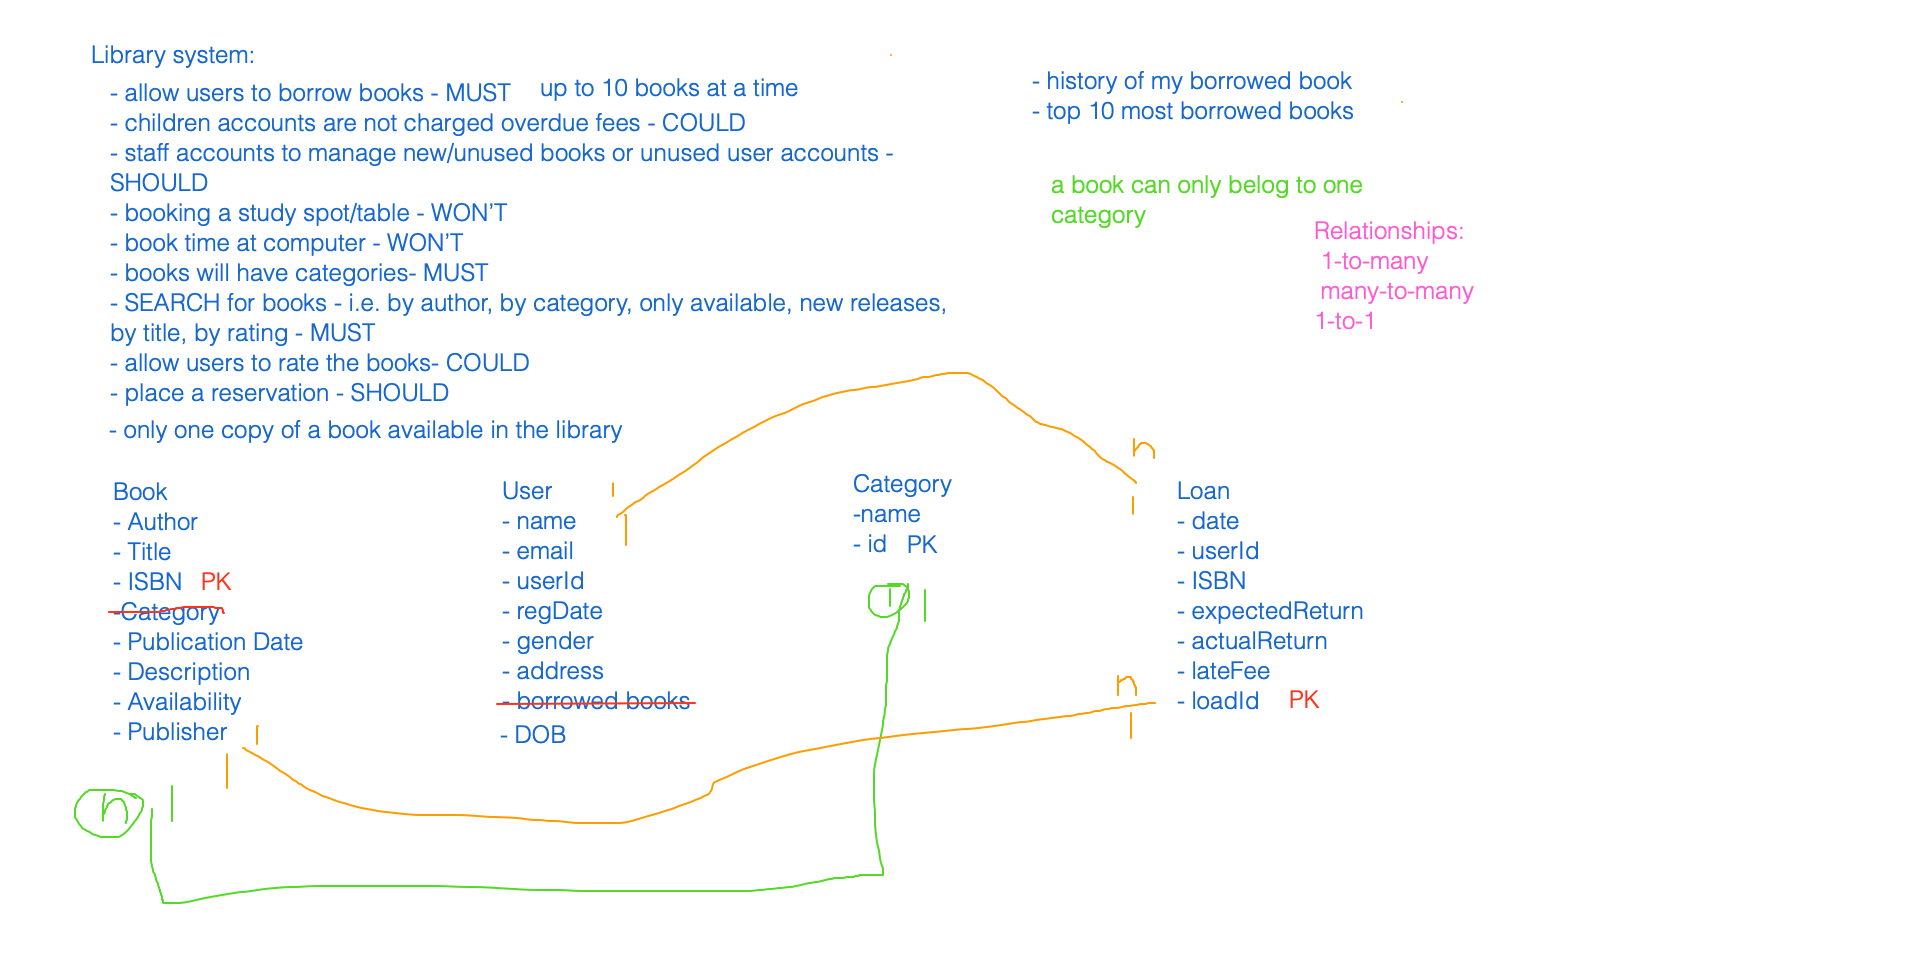 Library system:
- allow users to borrow books - MUST up to 10 books at a time
- children accounts are not charged overdue fees - COULD
- staff accounts to manage new/unused books or unused user accounts -
SHOULD
- booking a study spot/table - WON'T
- book time at computer - WON'T
- books will have categories- MUST
- SEARCH for books - i.e. by author, by category, only available, new releases,
by title, by rating - MUST
- allow users to rate the books- COULD
- place a reservation - SHOULD
- only one copy of a book available in the library
- history of my borrowed book
- top 10 most borrowed books
a book can only belog to one
category
Relationships:
1-to-many
many-to-many
1-to-1
Book
- Author
- Title
- ISBN PK
-Category
- Publication Date
- Description
- Availability
- Publisher
1
1
n 1
User 1
- name
1
- email
- userId
- regDate
- gender
- address
- borrowed books
- DOB
Category
-name
- id PK
1 1
n
1
Loan
- date
- userId
- ISBN
- expectedReturn
- actualReturn
- lateFee
- loadId PK
n
1